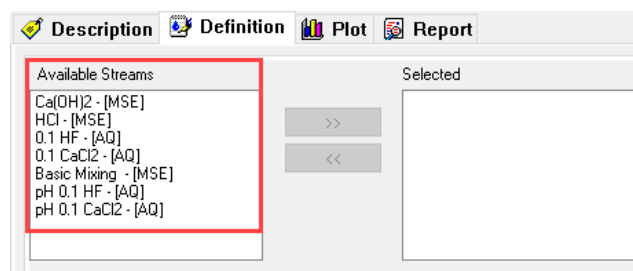 Description Definition Plot Report
Available Streams Selected
Ca(OH)2 - [MSE]
HCl - [MSE]
0.1 HF - [AQ]
0.1 CaCl2 - [AQ]
Basic Mixing - [MSE]
pH 0.1 HF - [AQ]
pH 0.1 CaCl2 - [AQ]
>>
<<